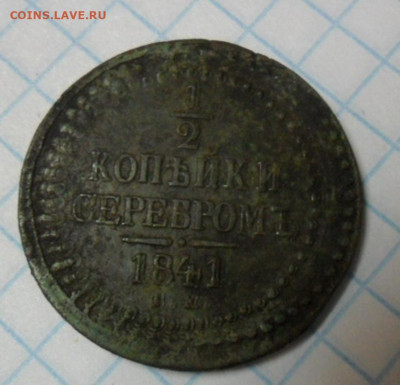 COINS.LAVE.RU
1
2
КОПѢЙКИ
СЕРЕБРОМЪ
1841